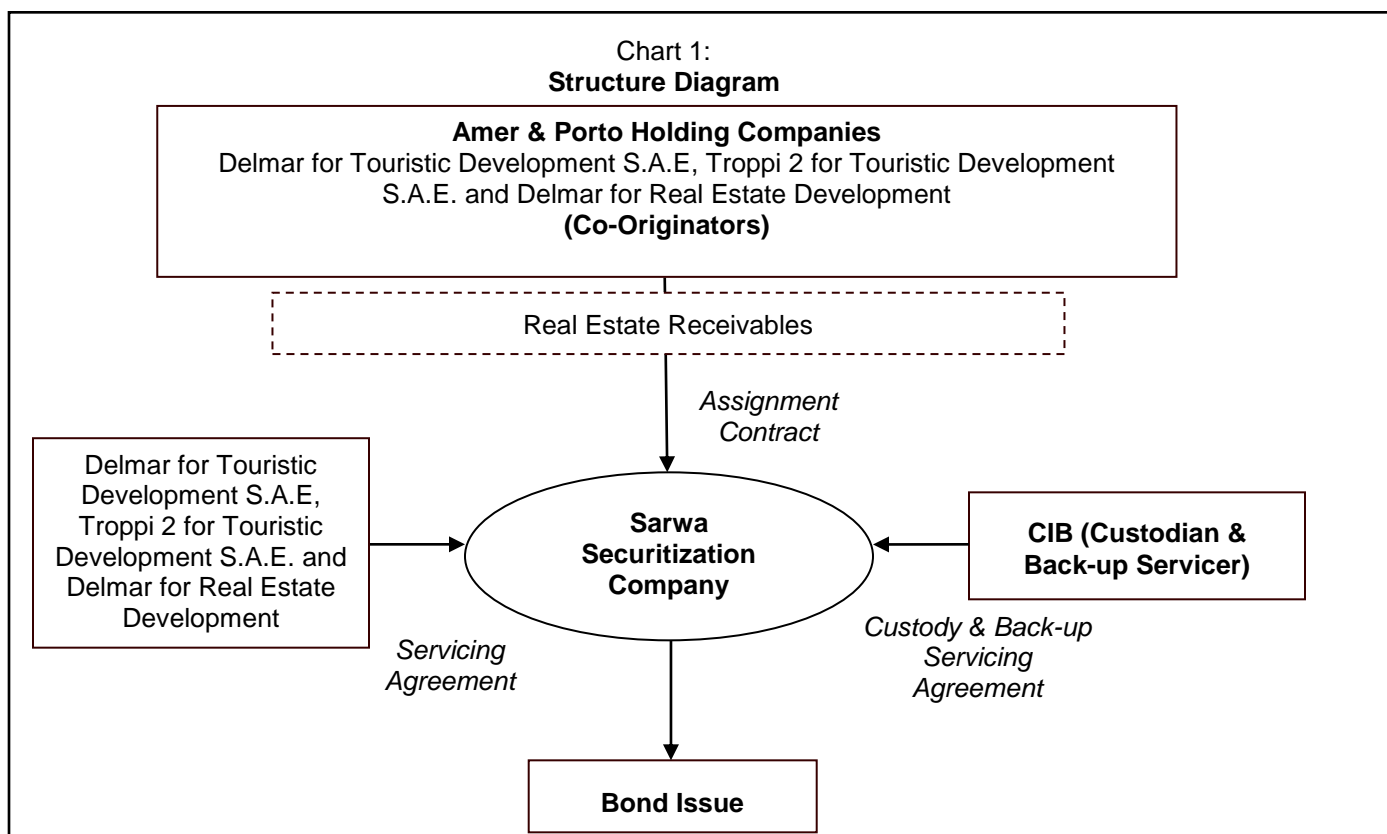 Chart 1:
Structure Diagram
Amer & Porto Holding Companies
Delmar for Touristic Development S.A.E, Troppi 2 for Touristic Development
S.A.E. and Delmar for Real Estate Development
(Co-Originators)
Real Estate Receivables
Assignment
Contract
Delmar for Touristic
Development S.A.E,
Troppi 2 for Touristic
Development S.A.E. and
Delmar for Real Estate
Development
Servicing
Agreement
Sarwa
Securitization
Company
CIB (Custodian &
Back-up Servicer)
Custody & Back-up
Servicing
Agreement
Bond Issue